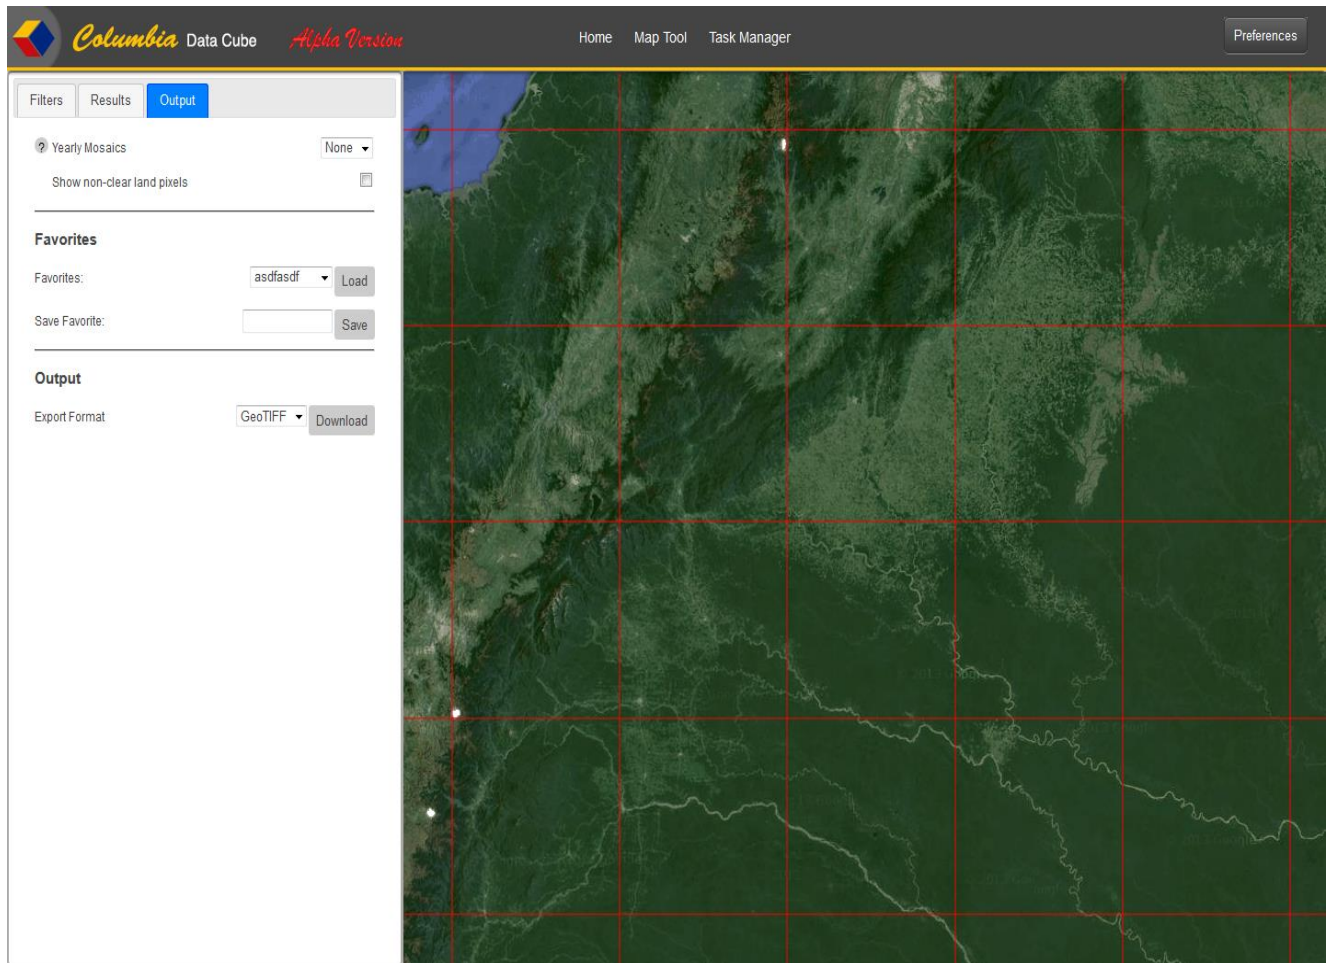 Columbia Data Cube Alpha Version Home Map Tool Task Manager Preferences
Filters Results Output
? Yearly Mosaics None
Show non-clear land pixels
Favorites
Favorites: asdfasdf Load
Save Favorite: Save
Output
Export Format GeoTIFF Download